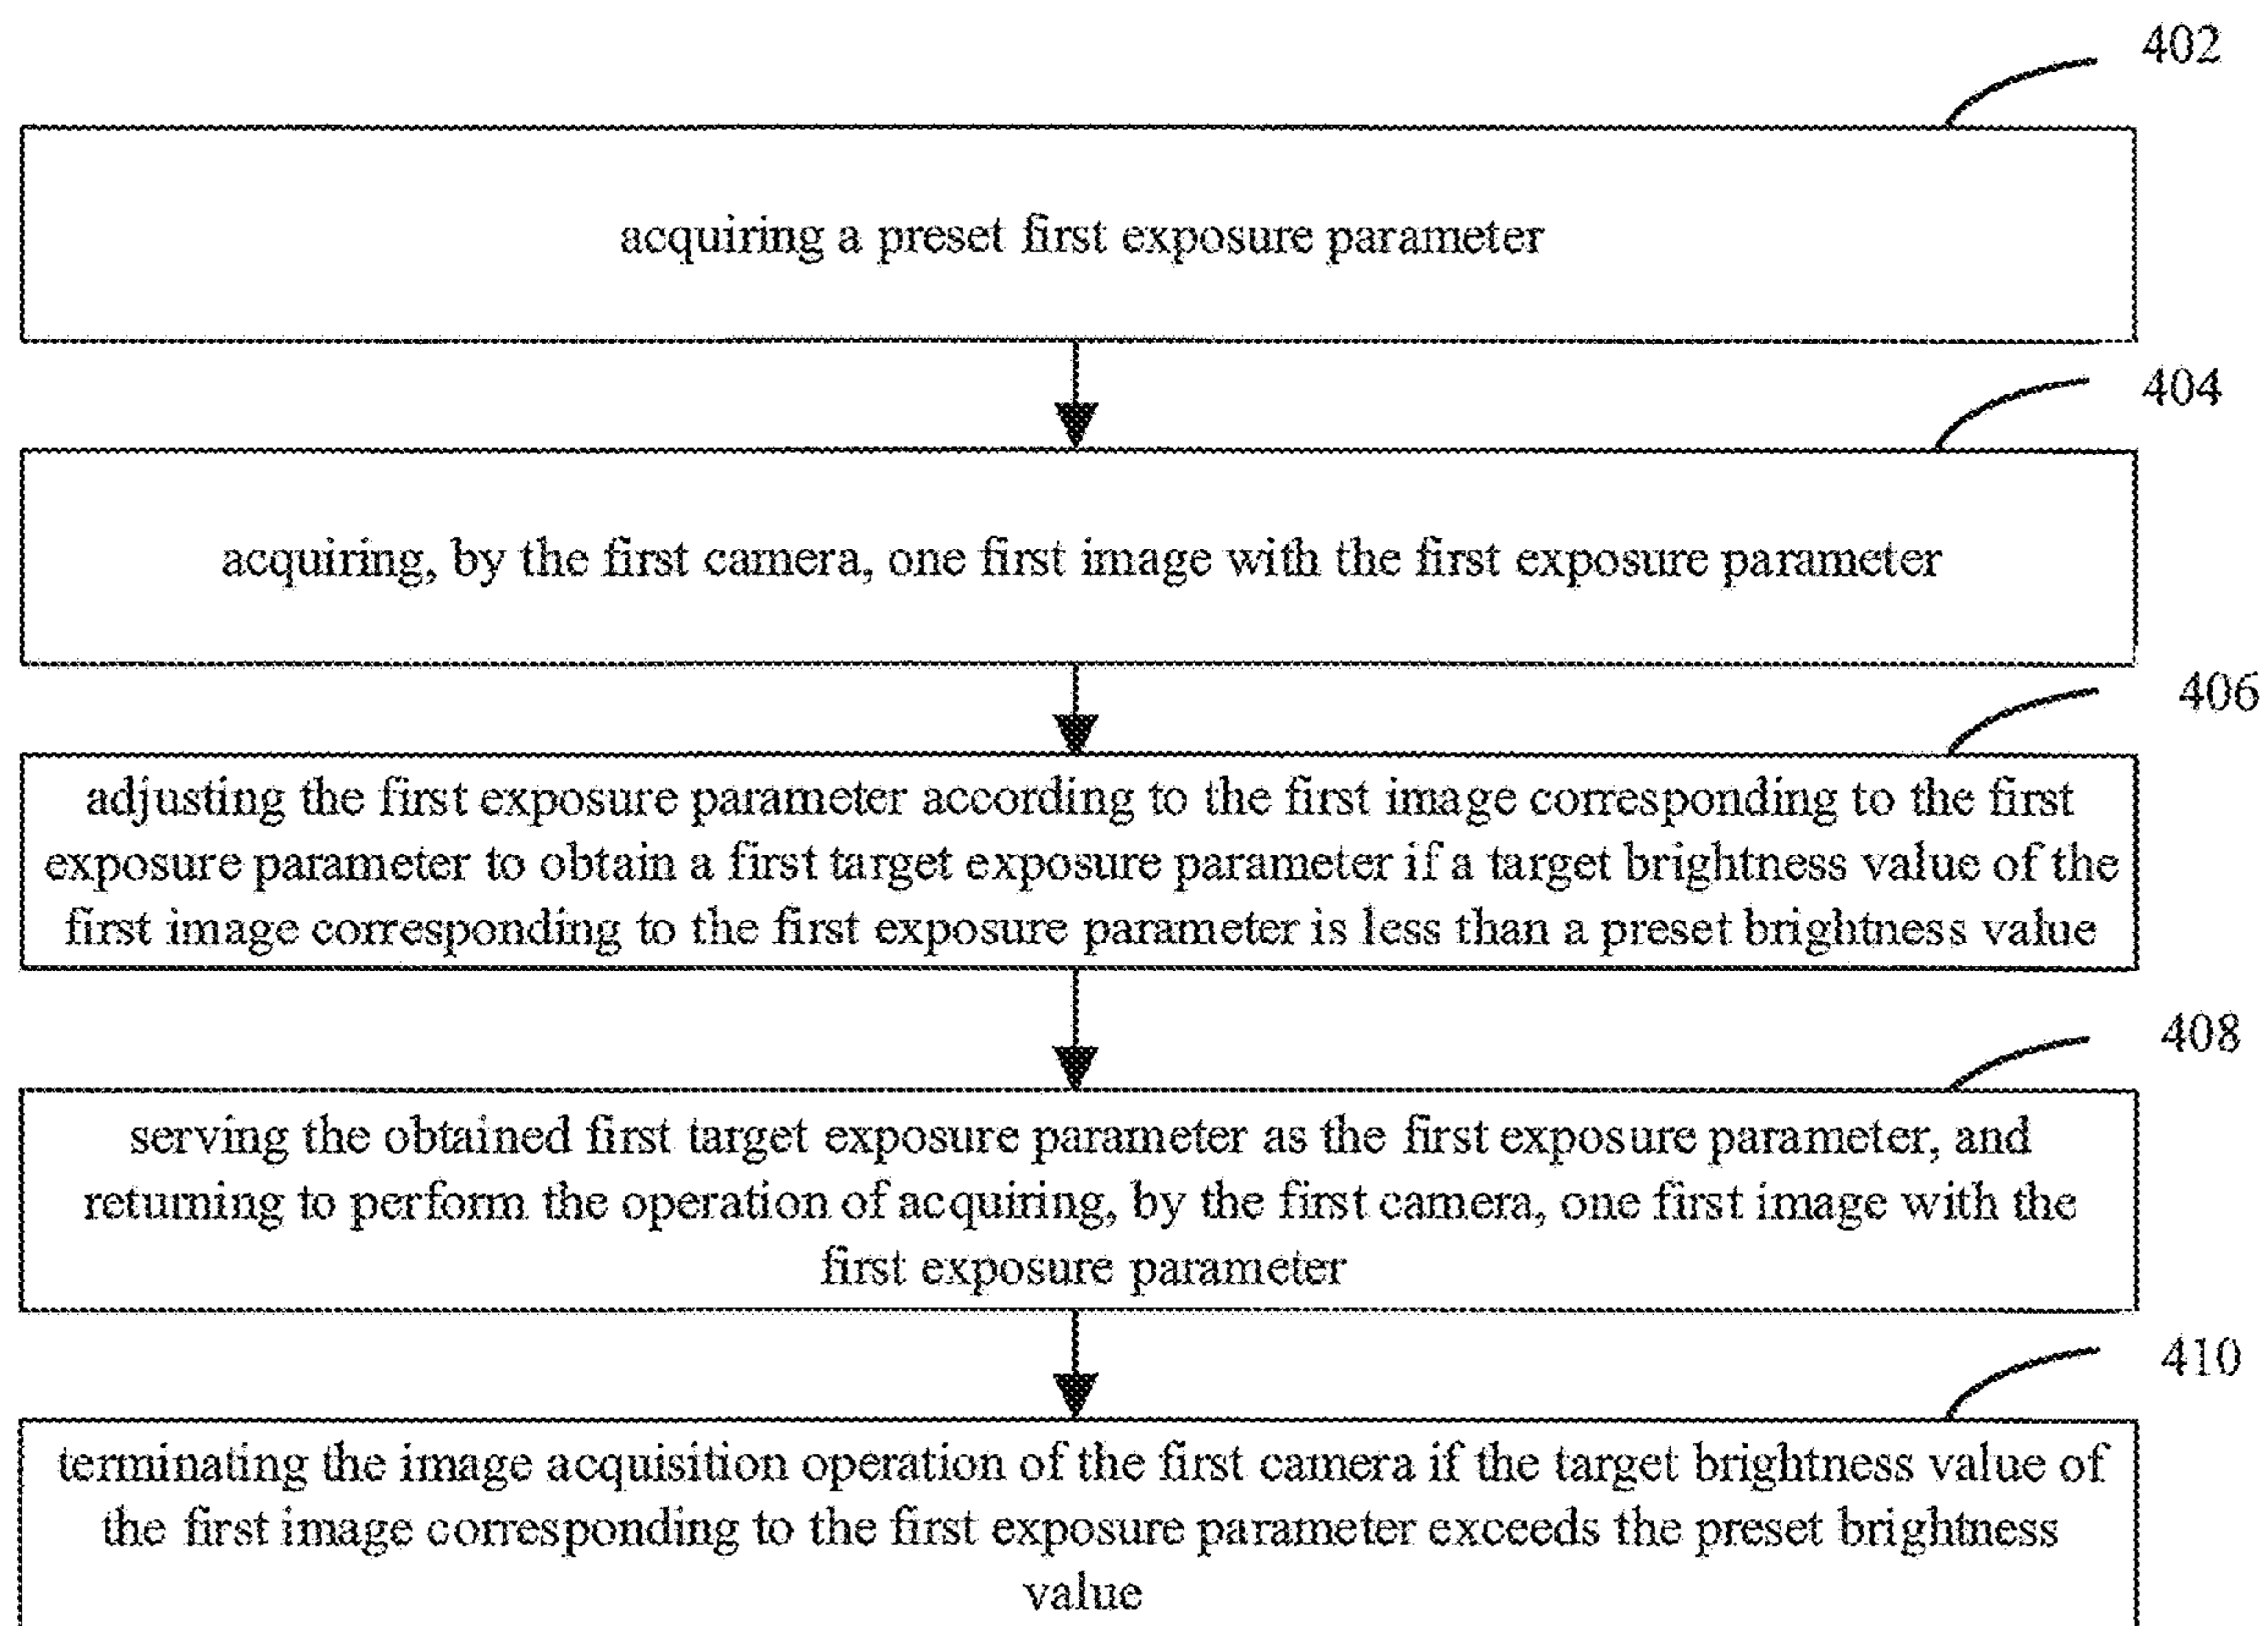 402
acquiring a preset first exposure parameter
404
acquiring, by the first camera, one first image with the first exposure parameter
406
adjusting the first exposure parameter according to the first image corresponding to the first
exposure parameter to obtain a first target exposure parameter if a target brightness value of the
first image corresponding to the first exposure parameter is less than a preset brightness value
408
serving the obtained first target exposure parameter as the first exposure parameter, and
returning to perform the operation of acquiring, by the first camera, one first image with the
first exposure parameter
410
terminating the image acquisition operation of the first camera if the target brightness value of
the first image corresponding to the first exposure parameter exceeds the preset brightness
value